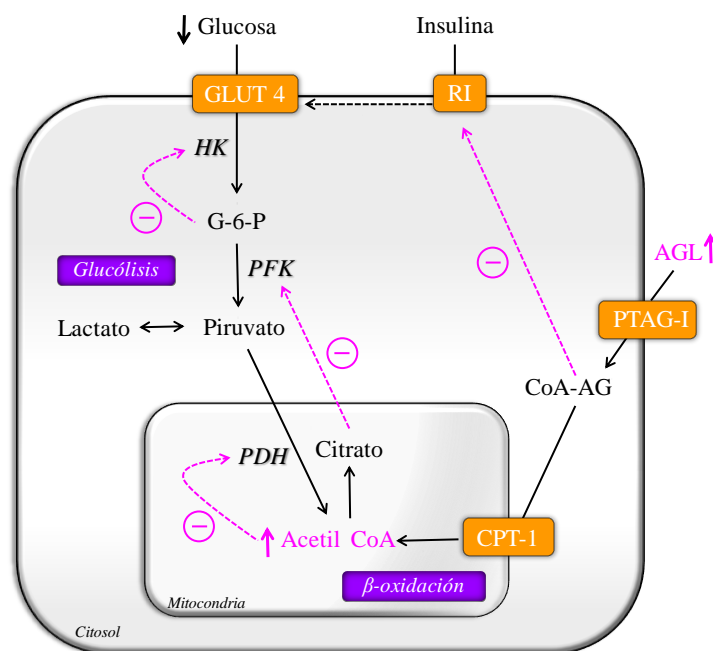 Glucosa
Insulina
GLUT 4
RI
HK
G-6-P
Glucólisis
PFK
AGL
PTAG-I
Lactato
Piruvato
CoA-AG
PDH
Citrato
Acetil CoA
CPT-1
β-oxidación
Mitocondria
Citosol